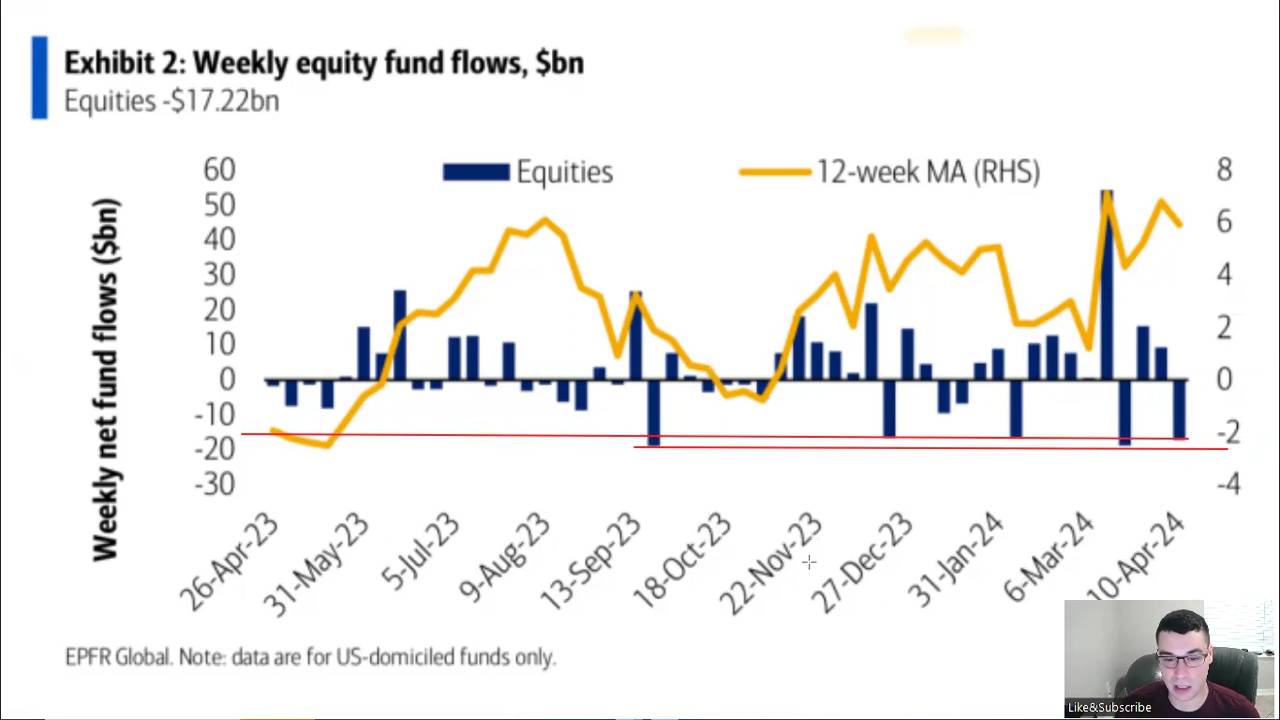 Exhibit 2: Weekly equity fund flows, $bn
Equities -$17.22bn
Equities
12-week MA (RHS)
Weekly net fund flows ($bn)
60
50
40
30
20
10
0
-10
-20
-30
8
6
4
2
0
-2
-4
26-Apr-23
31-May-23
5-Jul-23
9-Aug-23
13-Sep-23
18-Oct-23
22-Nov-23
27-Dec-23
31-Jan-24
6-Mar-24
10-Apr-24
EPFR Global. Note: data are for US-domiciled funds only.
Like&Subscribe